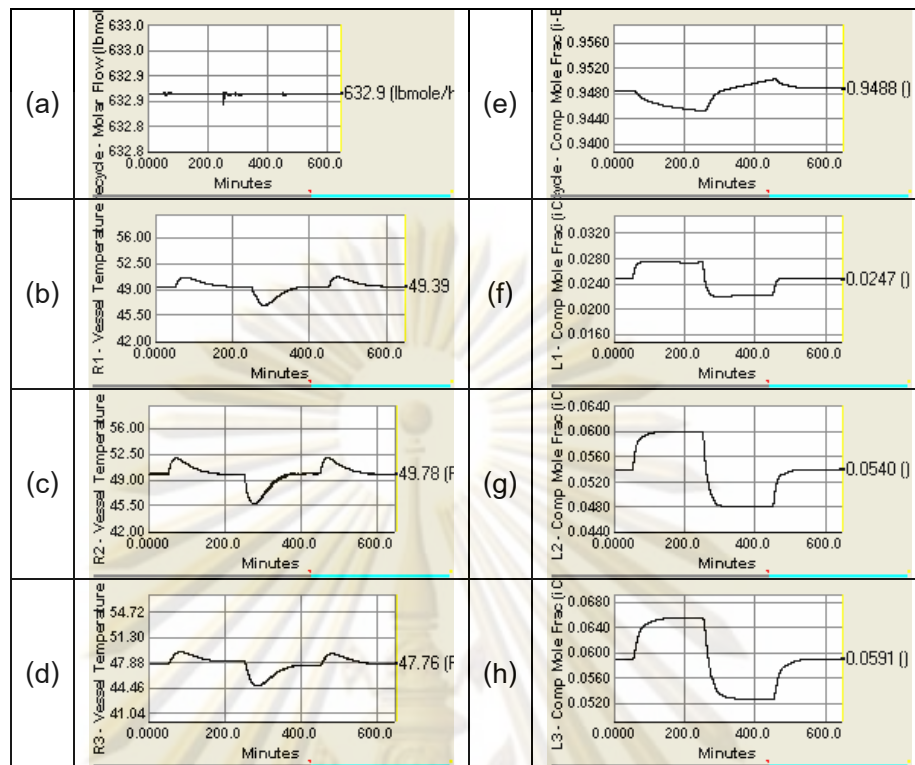 (a)
Recycle - Molar Flow (lbmol
633.0
633.0
632.9
632.9
632.8
632.8
0.0000 200.0 400.0 600.0
Minutes
632.9 (lbmole/h
(e)
cycle - Comp Mole Frac (i-B
0.9560
0.9520
0.9480
0.9440
0.9400
0.0000 200.0 400.0 600.0
Minutes
0.9488 ()
(b)
R1 - Vessel Temperature
56.00
52.50
49.00
45.50
42.00
0.0000 200.0 400.0 600.0
Minutes
49.39
(f)
L1 - Comp Mole Frac (iC
0.0320
0.0280
0.0240
0.0200
0.0160
0.0000 200.0 400.0
Minutes
0.0247 ()
(c)
R2 - Vessel Temperature
56.00
52.50
49.00
45.50
42.00
0.0000 200.0 400.0 600.0
Minutes
49.78 (F
(g)
L2 - Comp Mole Frac (iC
0.0640
0.0600
0.0560
0.0520
0.0480
0.0440
0.0000 200.0 400.0
Minutes
0.0540 ()
(d)
R3 - Vessel Temperature
54.72
51.30
47.88
44.46
41.04
0.0000 200.0 400.0 600.0
Minutes
47.76 (F
(h)
L3 - Comp Mole Frac (iC
0.0680
0.0640
0.0600
0.0560
0.0520
0.0000 200.0 400.0
Minutes
0.0591 ()